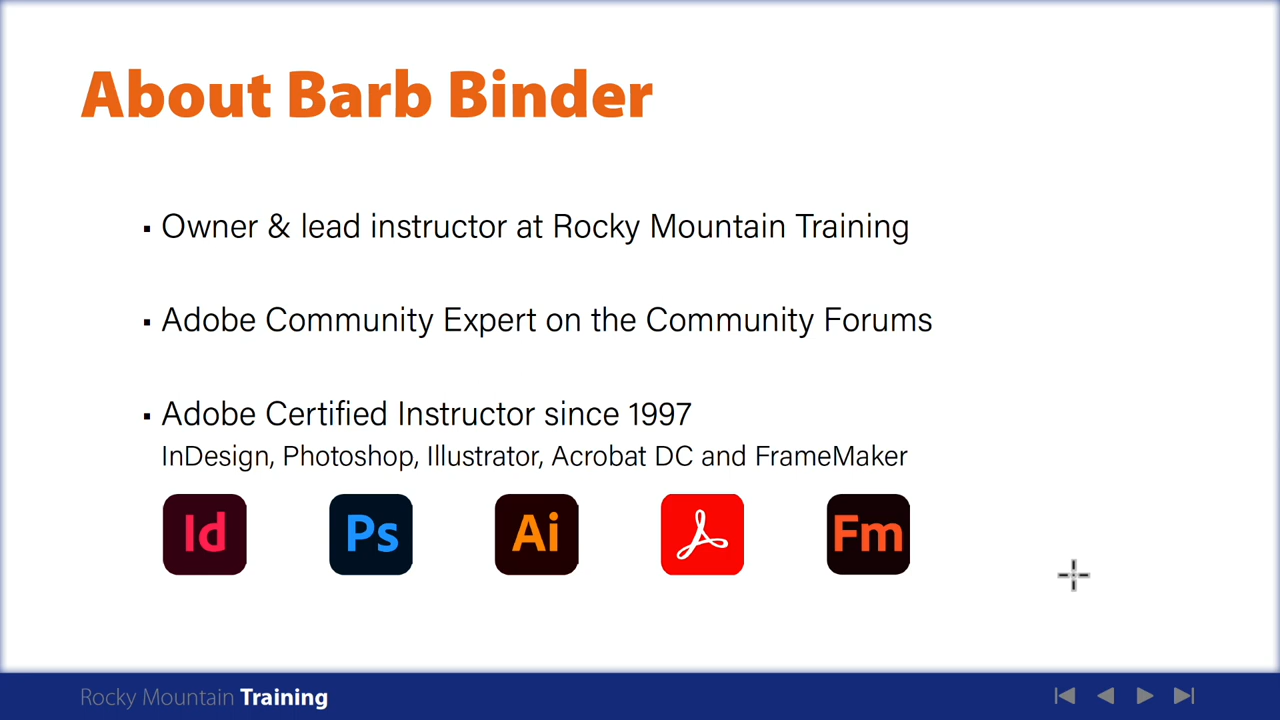 About Barb Binder
▪ Owner & lead instructor at Rocky Mountain Training
▪ Adobe Community Expert on the Community Forums
▪ Adobe Certified Instructor since 1997
InDesign, Photoshop, Illustrator, Acrobat DC and FrameMaker
Id Ps Ai Fm
Rocky Mountain Training